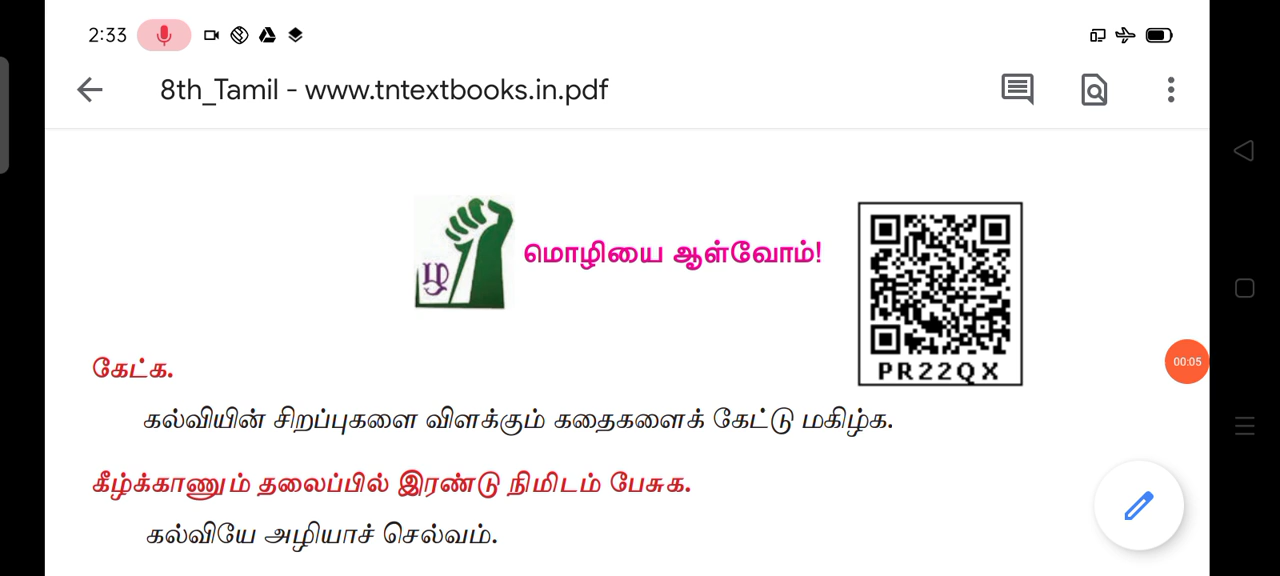 2:33
8th_Tamil - www.tntextbooks.in.pdf
ழ
மொழியை ஆள்வோம்!
PR22QX
கேட்க.
00:05
கல்வியின் சிறப்புகளை விளக்கும் கதைகளைக் கேட்டு மகிழ்க.
கீழ்க்காணும் தலைப்பில் இரண்டு நிமிடம் பேசுக.
கல்வியே அழியாச் செல்வம்.